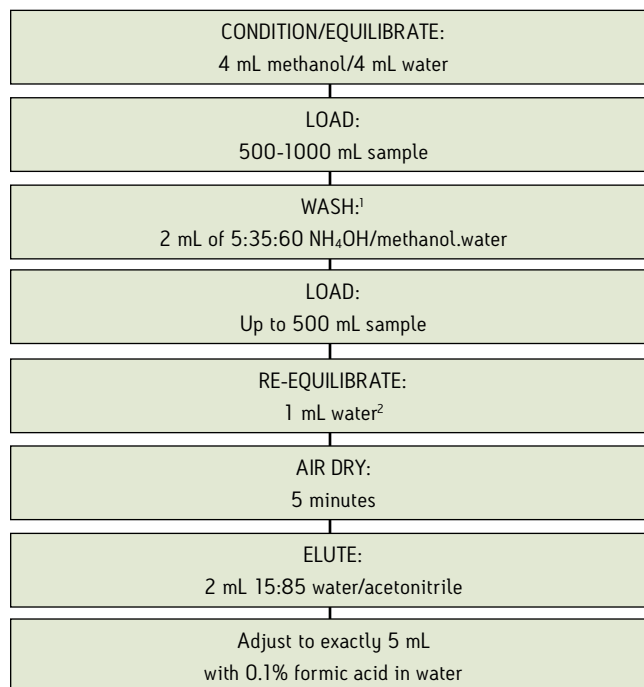 CONDITION/EQUILIBRATE:
4 mL methanol/4 mL water
LOAD:
500-1000 mL sample
WASH:¹
2 mL of 5:35:60 NH₄OH/methanol.water
LOAD:
Up to 500 mL sample
RE-EQUILIBRATE:
1 mL water²
AIR DRY:
5 minutes
ELUTE:
2 mL 15:85 water/acetonitrile
Adjust to exactly 5 mL
with 0.1% formic acid in water